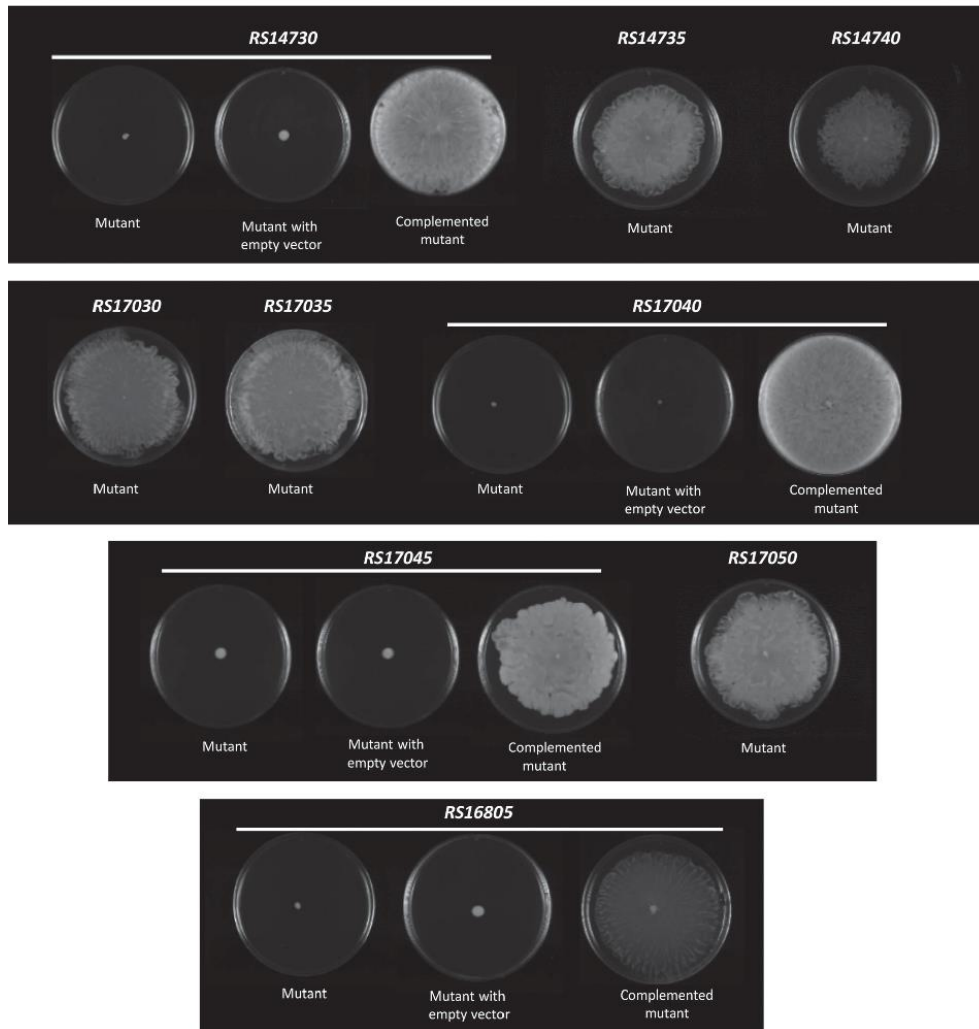 RS14730 RS14735 RS14740
Mutant
Mutant with
empty vector
Complemented
mutant
Mutant
Mutant
RS17030 RS17035 RS17040
Mutant
Mutant
Mutant
Mutant with
empty vector
Complemented
mutant
RS17045 RS17050
Mutant
Mutant with
empty vector
Complemented
mutant
Mutant
RS16805
Mutant
Mutant with
empty vector
Complemented
mutant